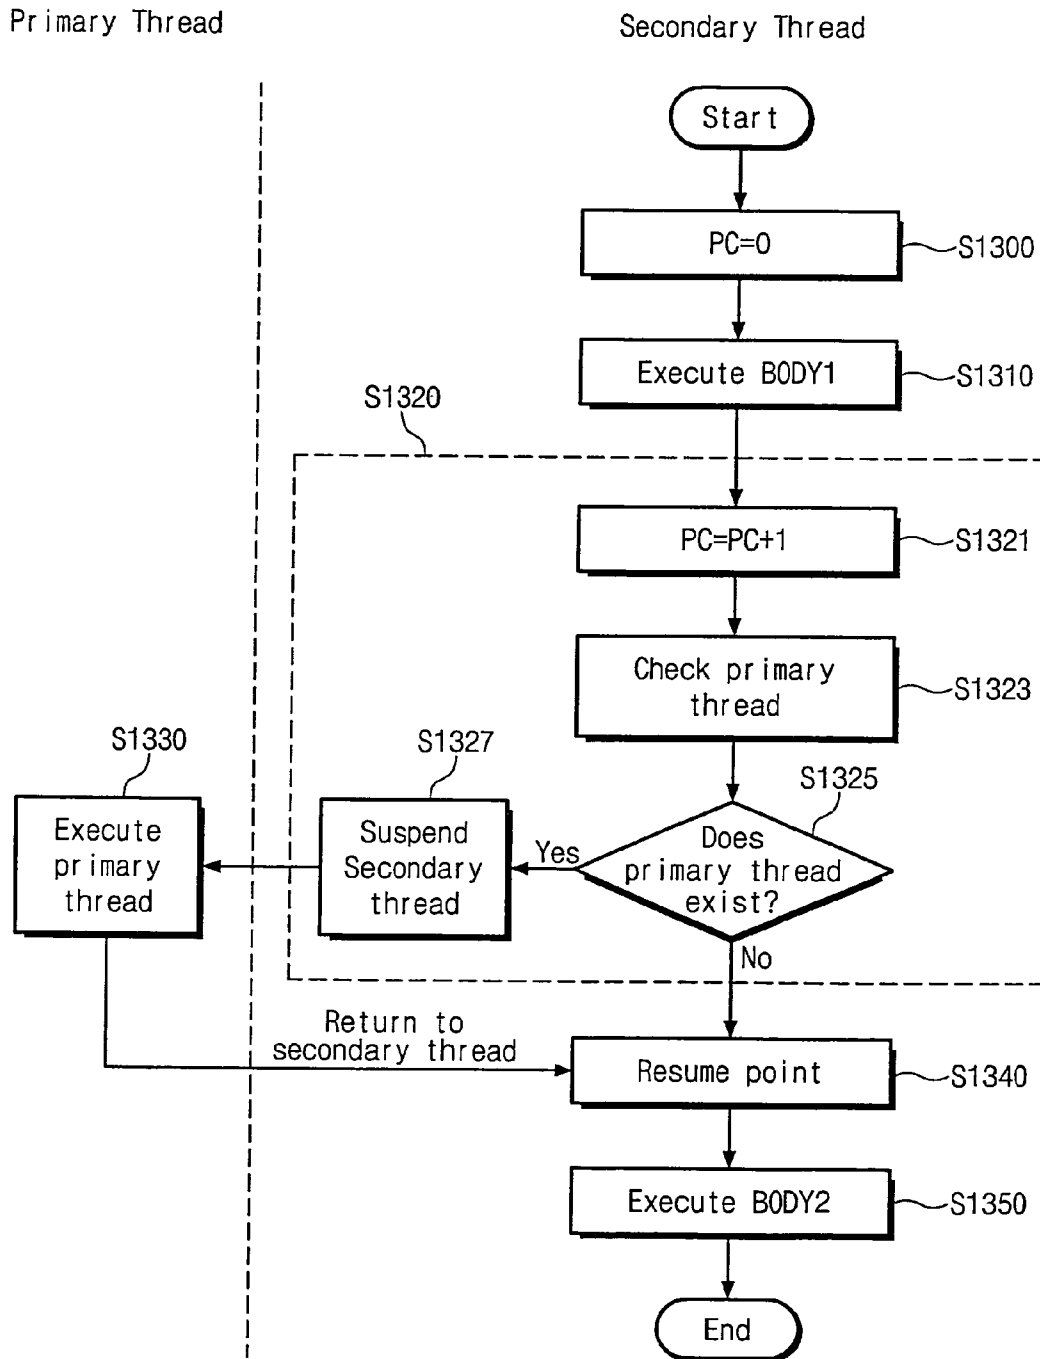 Primary Thread
Secondary Thread
Start
PC=0
S1300
Execute BODY1
S1310
S1320
PC=PC+1
S1321
Check primary
thread
S1323
S1330
S1327
S1325
Execute
primary
thread
Suspend
Secondary
thread
Yes
Does
primary thread
exist?
No
Return to
secondary thread
Resume point
S1340
Execute BODY2
S1350
End